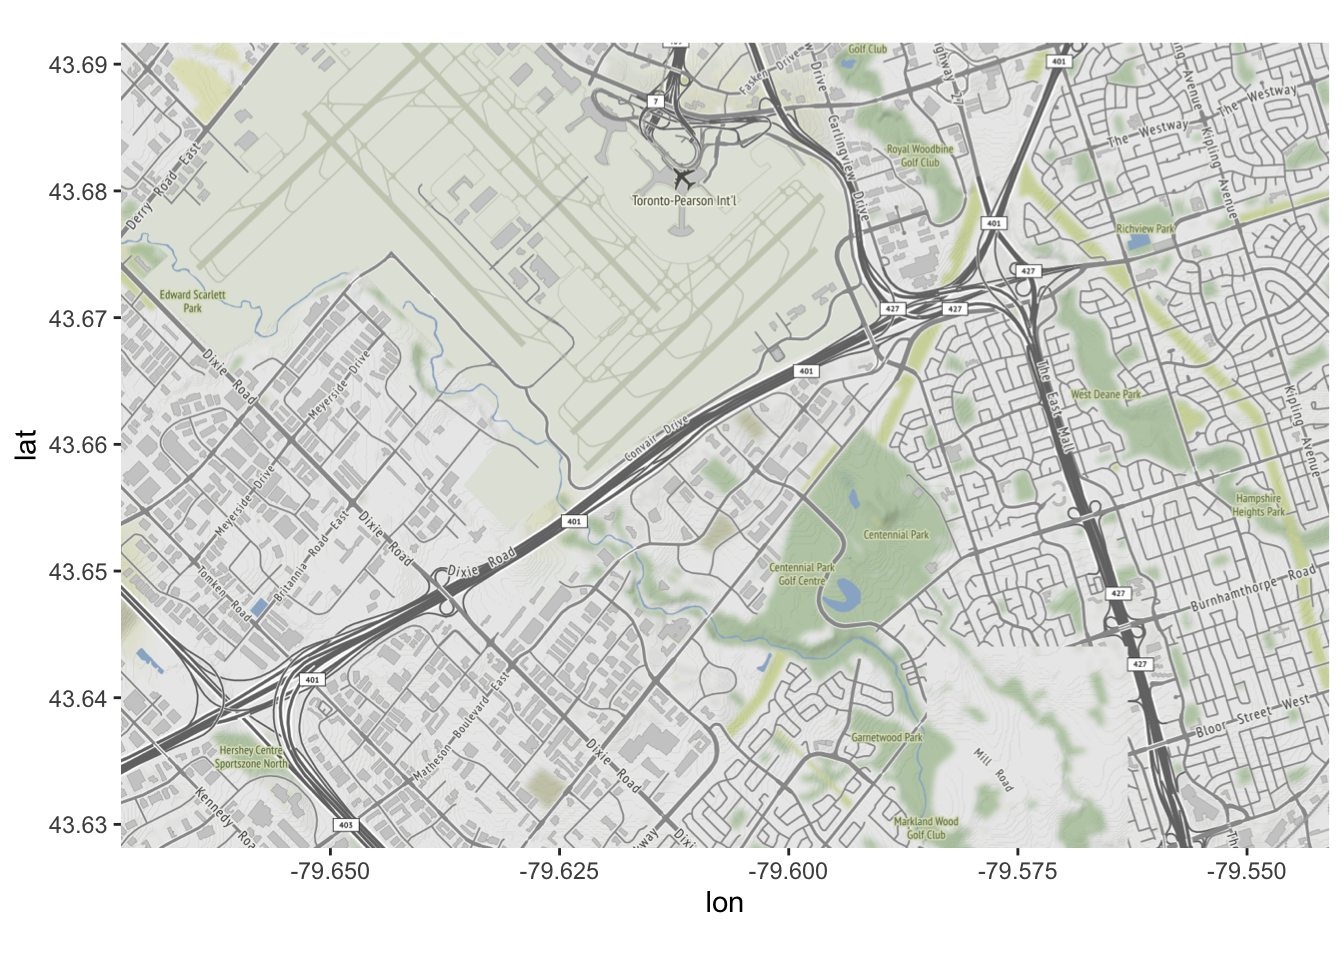 43.69
43.68
43.67
43.66
43.65
43.64
43.63
lat
-79.650
-79.625
-79.600
-79.575
-79.550
lon
Golf Club
401
7
Fasken Drive
Drive
Carlingview Drive
Royal Woodbine
Golf Club
The Westway
The Westway
Kipling Avenue
Derry Road East
Toronto-Pearson Int'l
401
Richview Park
427
Edward Scarlett
Park
427
427
Dixie Road
Meyerside Drive
401
The East Mall
West Deane Park
Kipling Avenue
Convair Drive
Meyerside Drive
Hampshire
Heights Park
401
Dixie Road
Britannia Road East
Centennial Park
Dixie Road
Tomken Road
Centennial Park
Golf Centre
427
Burnhamthorpe Road
427
401
Matheson Boulevard East
Bloor Street West
Garnetwood Park
Hershey Centre
Sportszone North
Dixie Road
Mill Road
Kennedy Roa
403
Markland Wood
Golf Club
way
Dixi
The